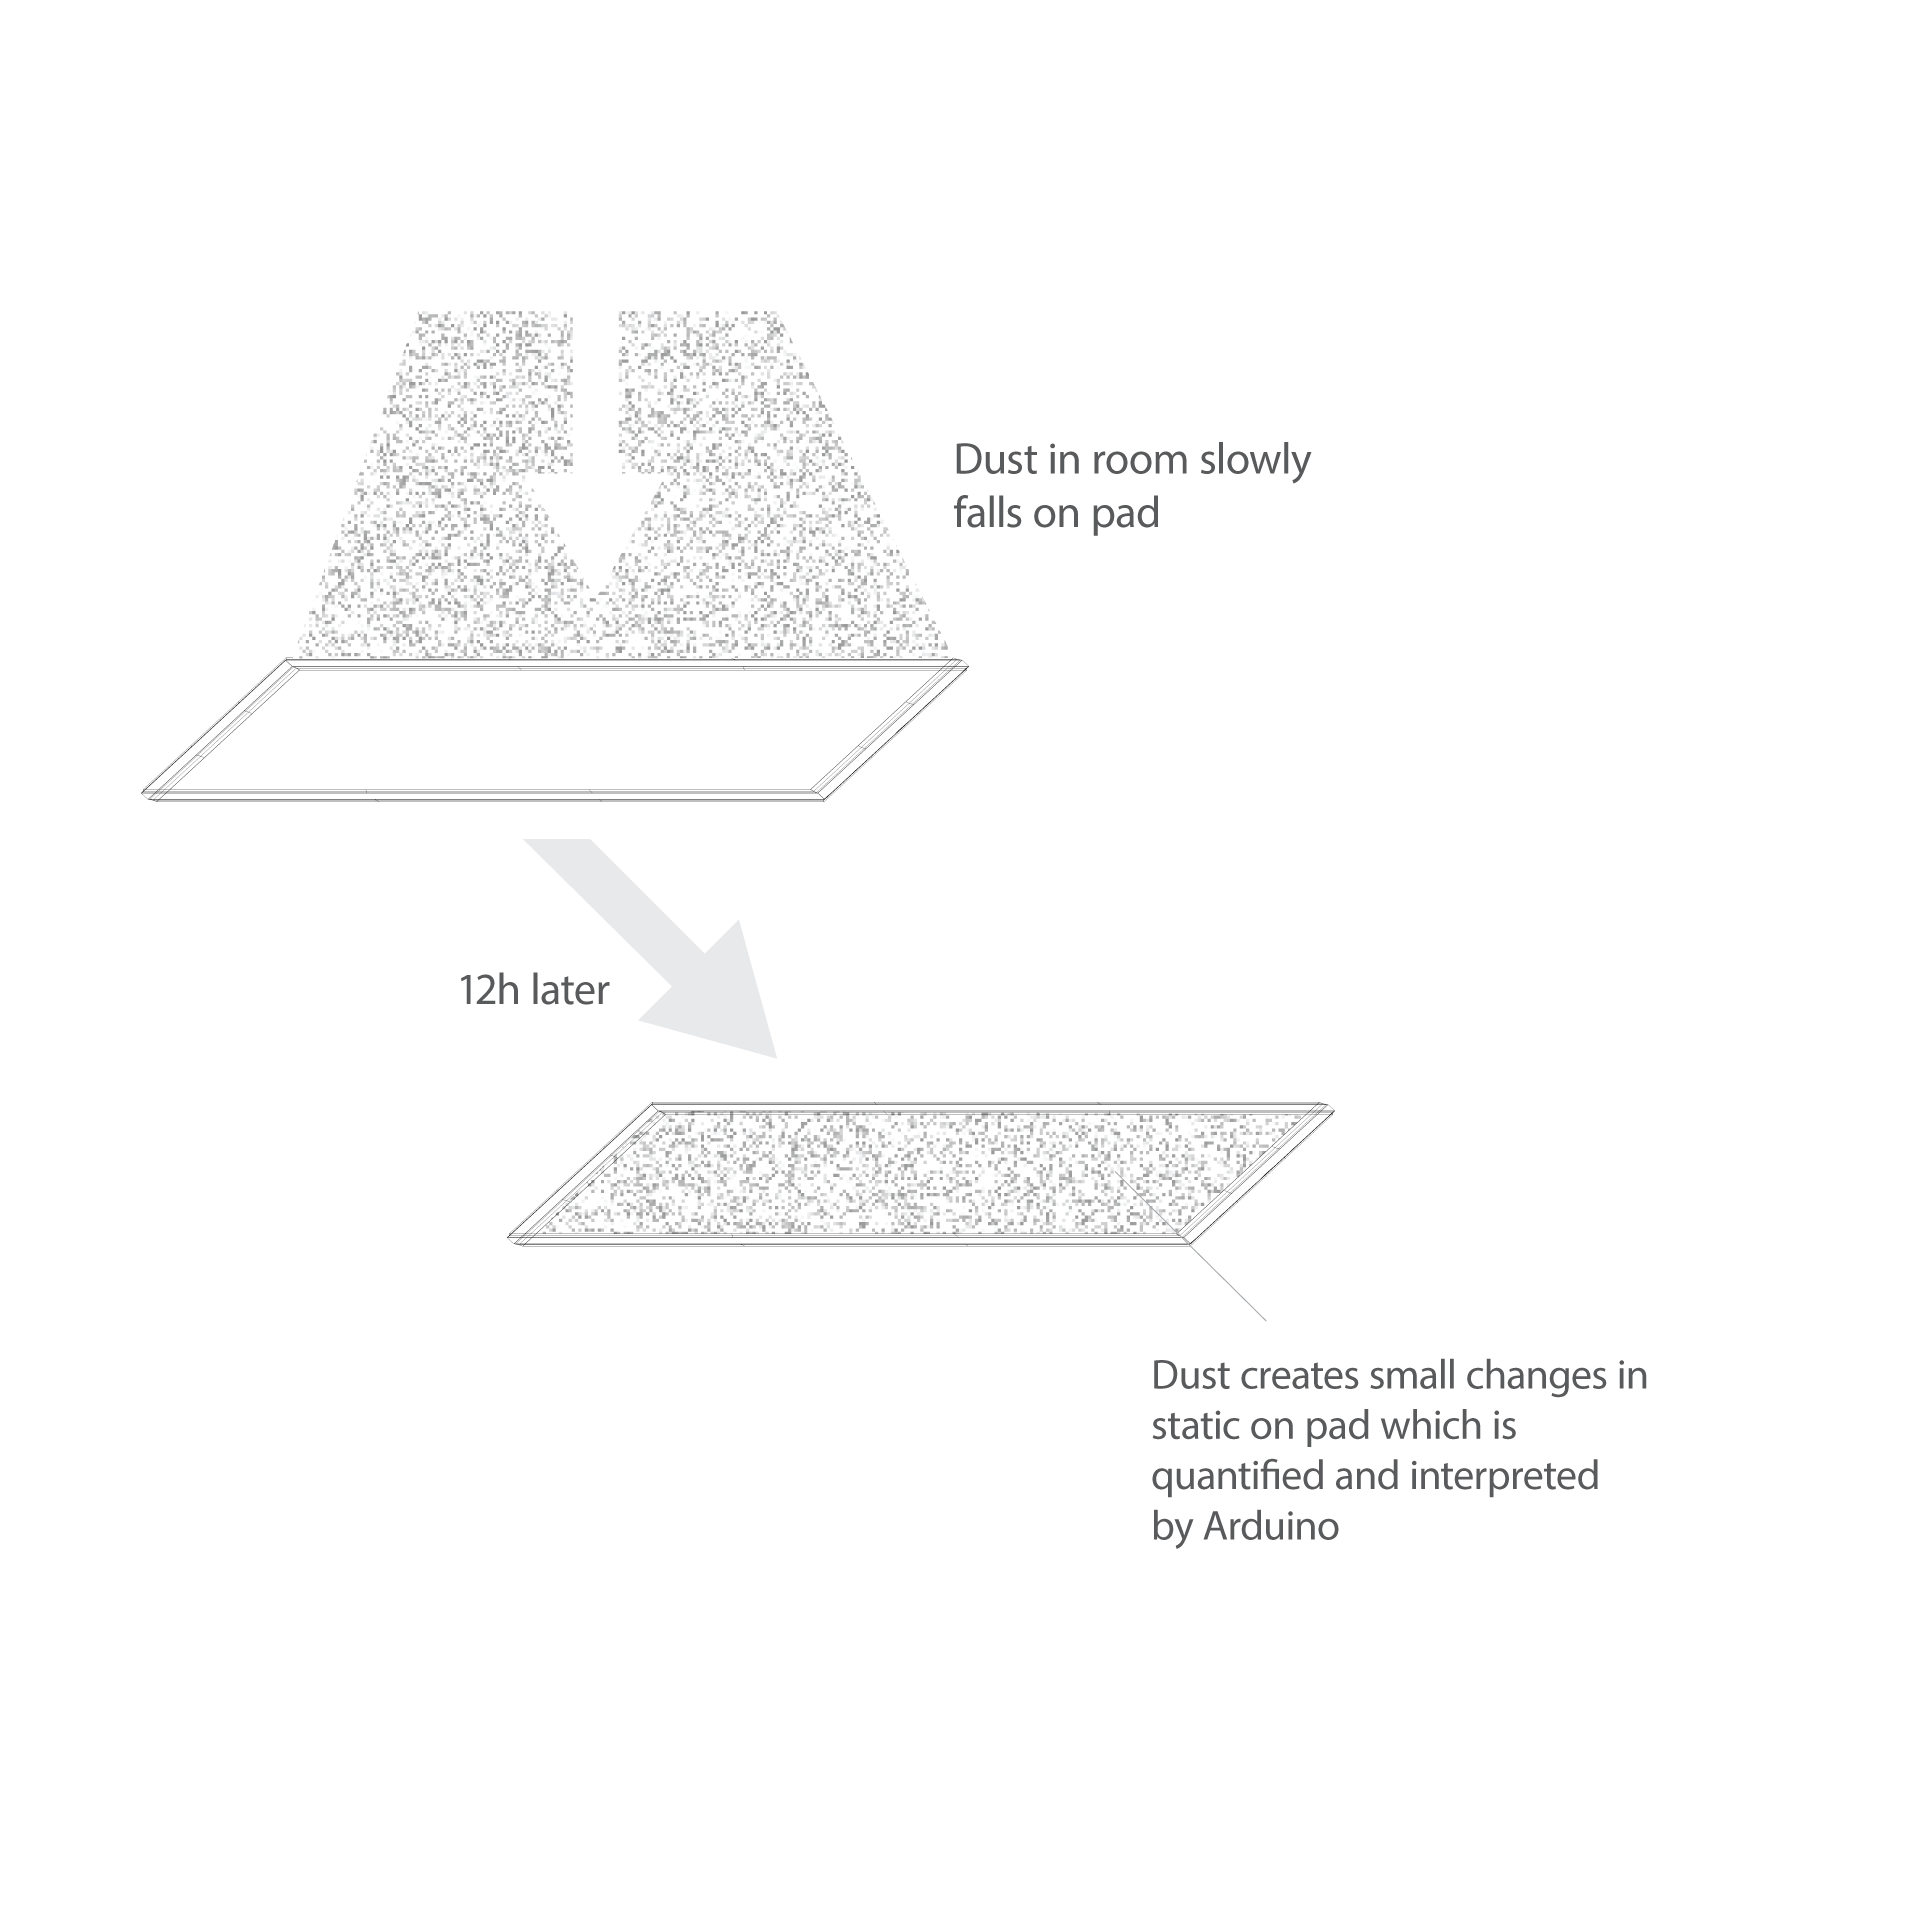 Dust in room slowly
falls on pad
12h later
Dust creates small changes in
static on pad which is
quantified and interpreted
by Arduino